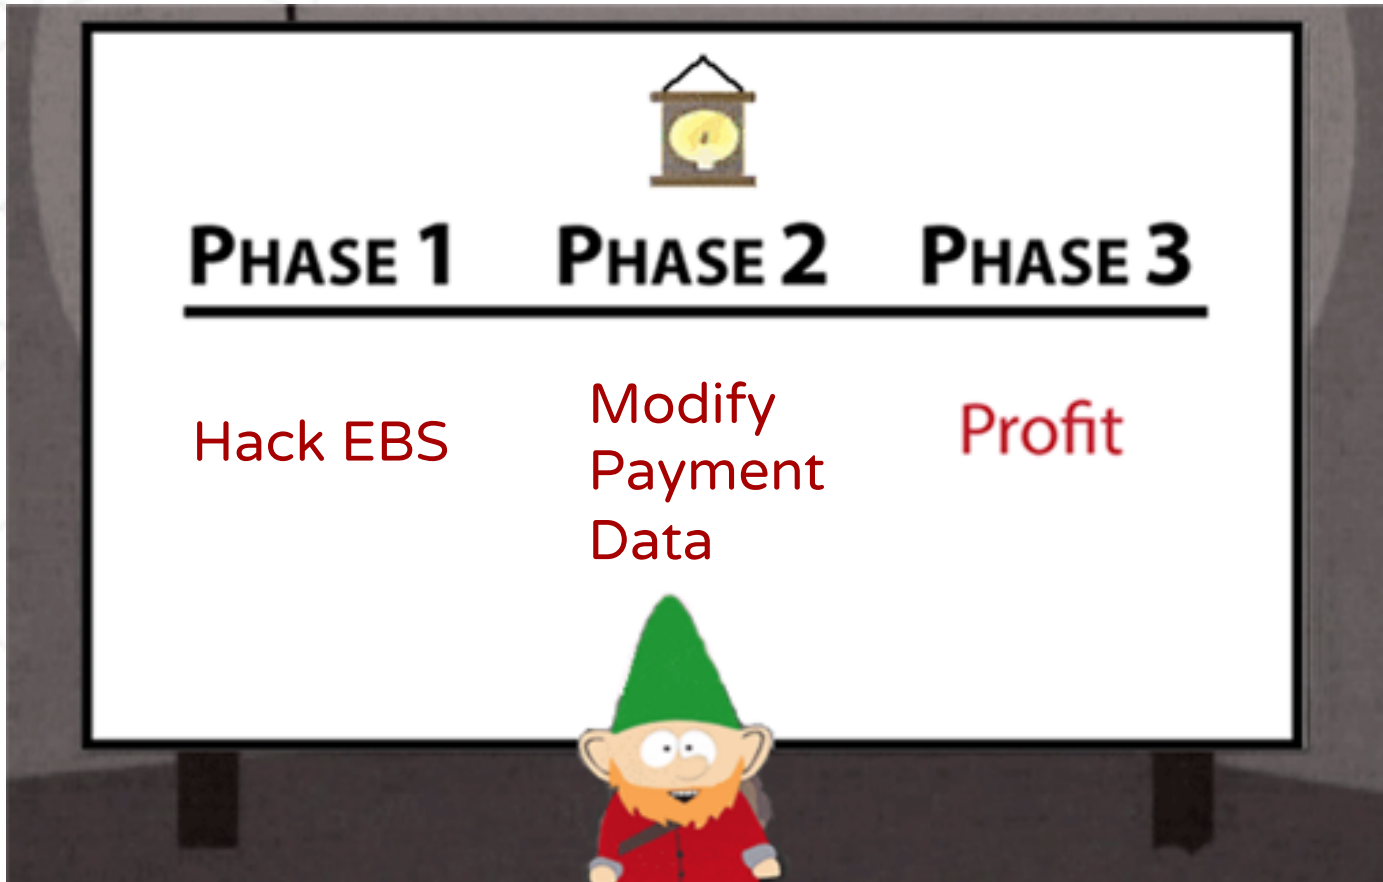 PHASE 1 PHASE 2 PHASE 3
Hack EBS
Modify
Payment
Data
Profit